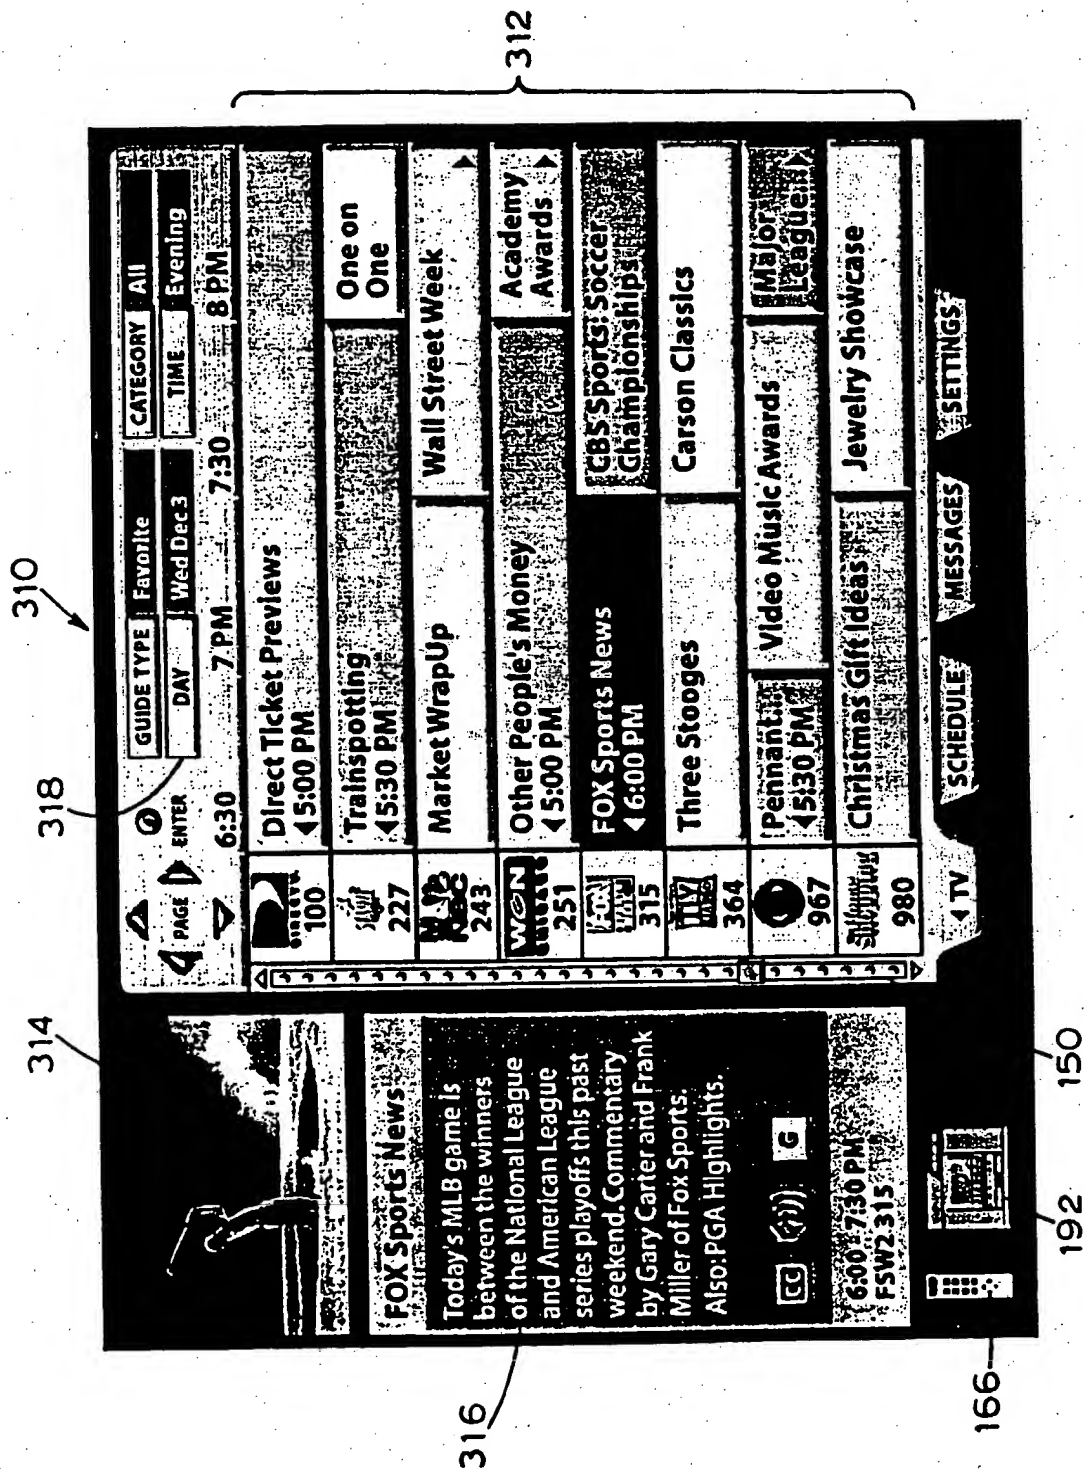 310
314
318
312
316
PAGE
ENTER
GUIDE TYPE Favorite CATEGORY All
DAY Wed Dec3 TIME Evening
6:30 7 PM 7:30 8 PM
100 Direct Ticket Previews
5:00 PM
227 Trainspotting One on
5:30 PM One
243 Market WrapUp Wall Street Week
WGN
251 Other People's Money Academy
5:00 PM Awards
315 FOX Sports News CBS Sports: Soccer
6:00 PM Championships
364 Three Stooges Carson Classics
967 Pennant... Video Music Awards Major
5:30 PM League
980 Christmas Gift Ideas Jewelry Showcase
TV SCHEDULE MESSAGES SETTINGS
FOX Sports News
Today's MLB game is
between the winners
of the National League
and American League
series playoffs this past
weekend. Commentary
by Gary Carter and Frank
Miller of Fox Sports.
Also: PGA Highlights.
CC G
6:00-7:30 PM
FSW2 315
166
192
150